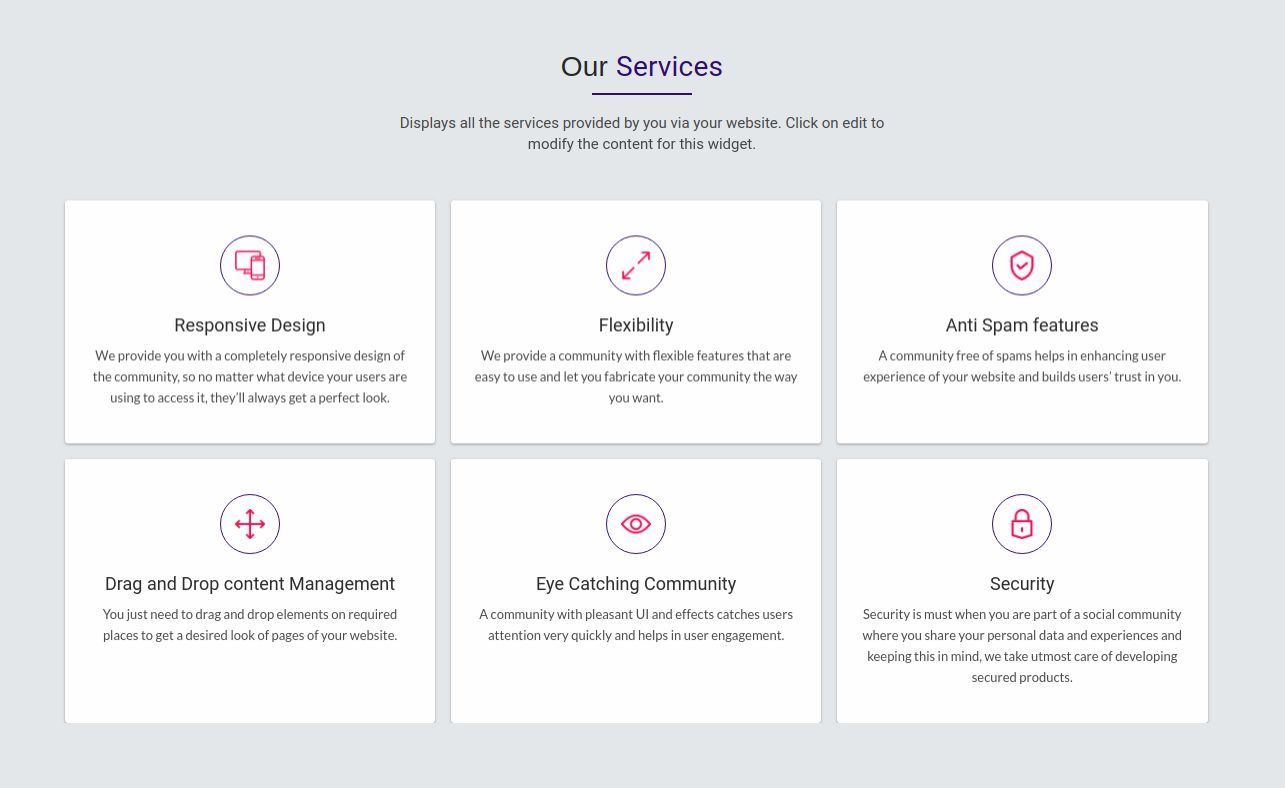 Our Services
Displays all the services provided by you via your website. Click on edit to
modify the content for this widget.
Responsive Design
We provide you with a completely responsive design of
the community, so no matter what device your users are
using to access it, they'll always get a perfect look.
Flexibility
We provide a community with flexible features that are
easy to use and let you fabricate your community the way
you want.
Anti Spam features
A community free of spams helps in enhancing user
experience of your website and builds users' trust in you.
Drag and Drop content Management
You just need to drag and drop elements on required
places to get a desired look of pages of your website.
Eye Catching Community
A community with pleasant UI and effects catches users
attention very quickly and helps in user engagement.
Security
Security is must when you are part of a social community
where you share your personal data and experiences and
keeping this in mind, we take utmost care of developing
secured products.